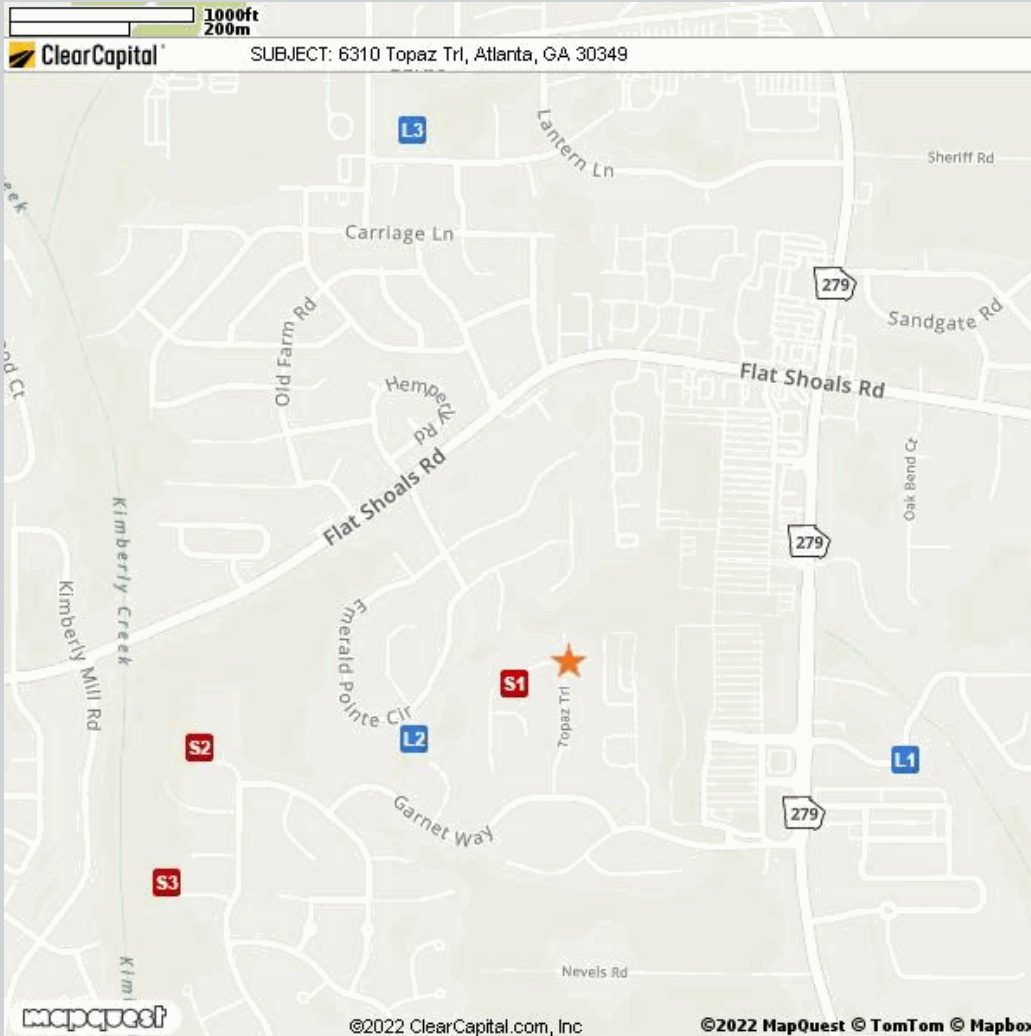 1000ft
200m
ClearCapital
SUBJECT: 6310 Topaz Trl, Atlanta, GA 30349
L3
Lantern Ln
Sheriff Rd
Carriage Ln
279
Sandgate Rd
Old Farm Rd
Hemperly Rd
Flat Shoals Rd
Flat Shoals Rd
Oak Bend Ct
Kimberly Creek
279
Kimberly Mill Rd
Emerald Pointe Cir
S1
Topaz Trl
S2
L2
L1
Garnet Way
279
S3
Nevels Rd
mapquest
©2022 ClearCapital.com, Inc
©2022 MapQuest © TomTom © Mapbox